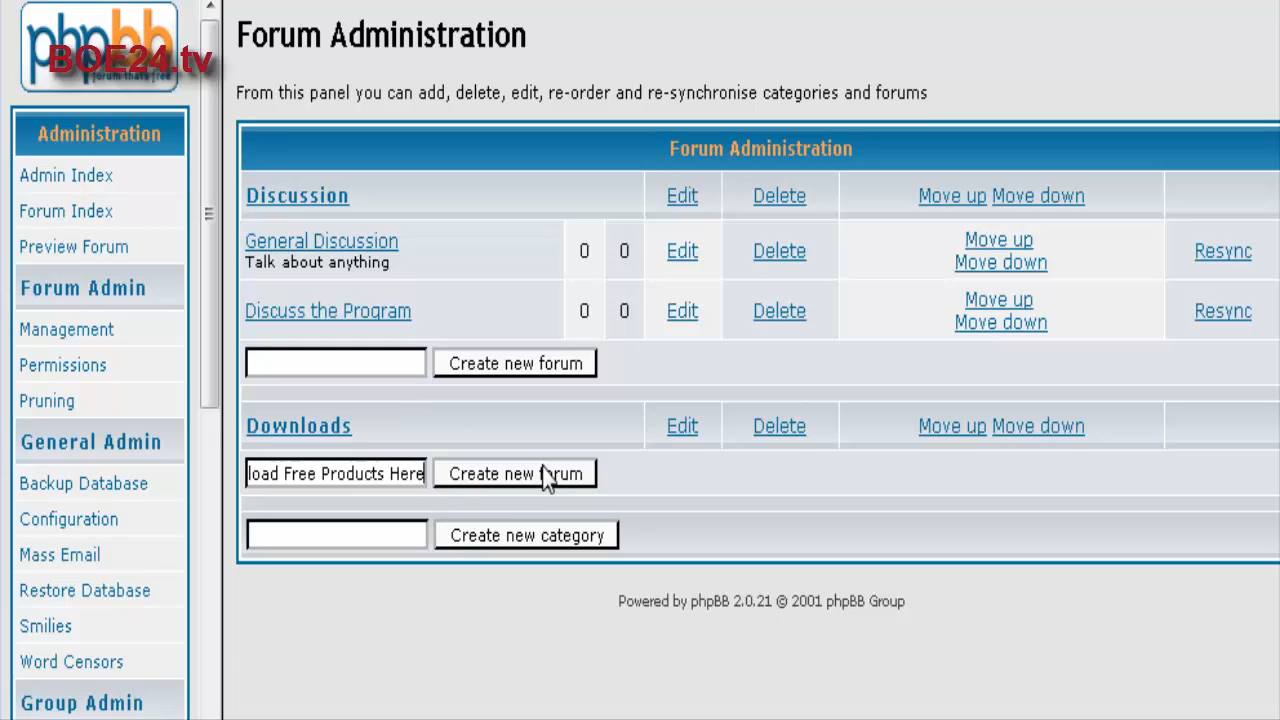 phpBB
forum thats free
BOE24.tv
Administration
Admin Index
Forum Index
Preview Forum
Forum Admin
Management
Permissions
Pruning
General Admin
Backup Database
Configuration
Mass Email
Restore Database
Smilies
Word Censors
Group Admin
Forum Administration
From this panel you can add, delete, edit, re-order and re-synchronise categories and forums
Forum Administration
Discussion Edit Delete Move up Move down
General Discussion 0 0 Edit Delete Move up Resync
Talk about anything Move down
Discuss the Program 0 0 Edit Delete Move up Resync
Move down
Create new forum
Downloads Edit Delete Move up Move down
load Free Products Here Create new forum
Create new category
Powered by phpBB 2.0.21 © 2001 phpBB Group